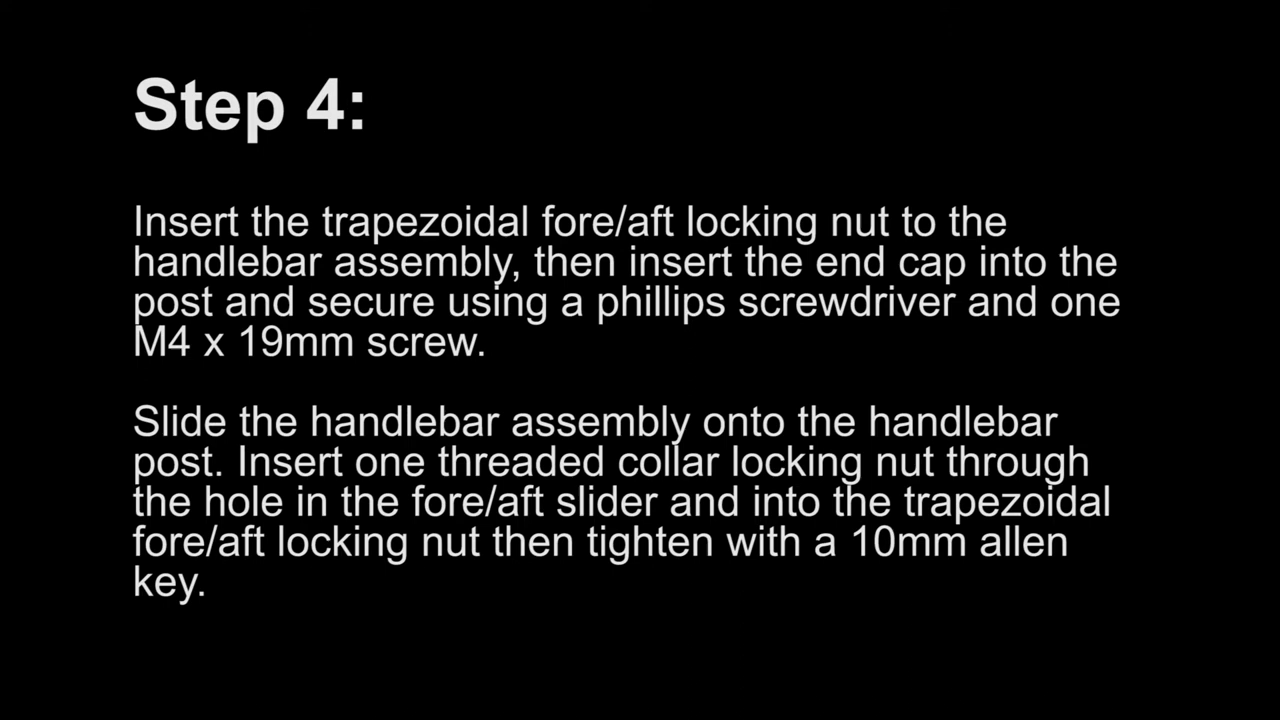 Step 4:
Insert the trapezoidal fore/aft locking nut to the
handlebar assembly, then insert the end cap into the
post and secure using a phillips screwdriver and one
M4 x 19mm screw.
Slide the handlebar assembly onto the handlebar
post. Insert one threaded collar locking nut through
the hole in the fore/aft slider and into the trapezoidal
fore/aft locking nut then tighten with a 10mm allen
key.